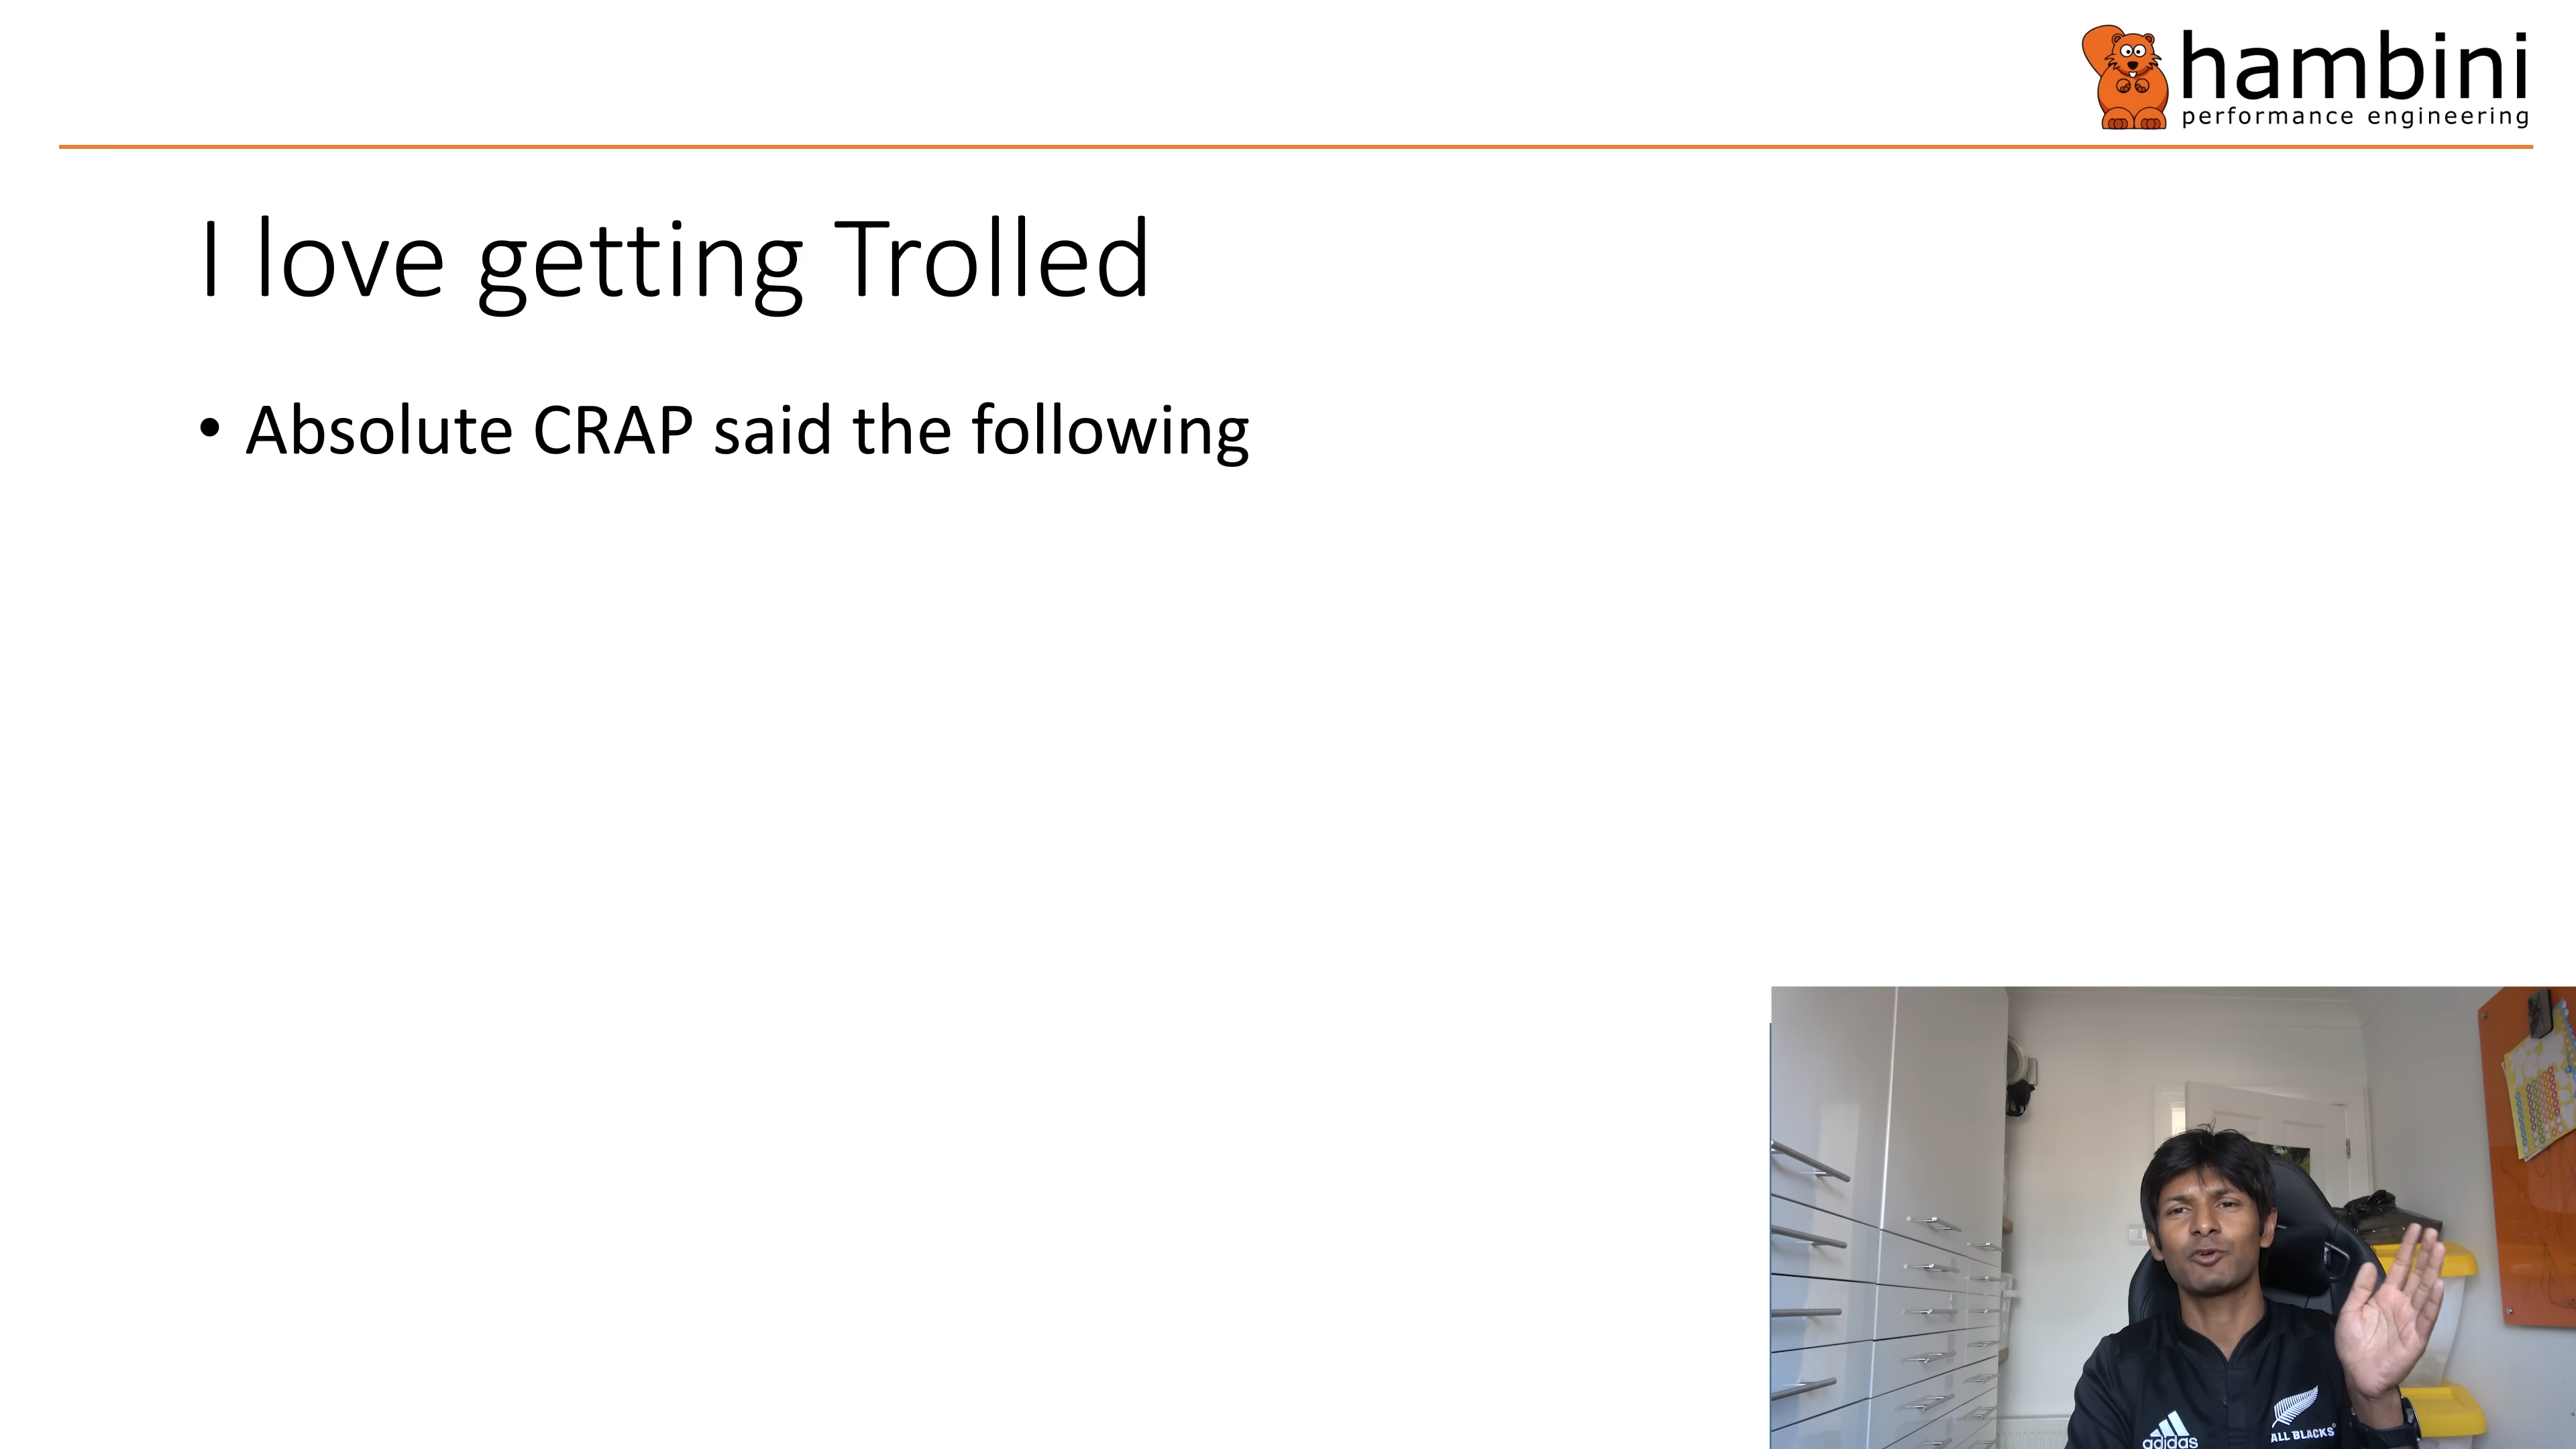 hambini
performance engineering
I love getting Trolled
• Absolute CRAP said the following
adidas
ALL BLACKS